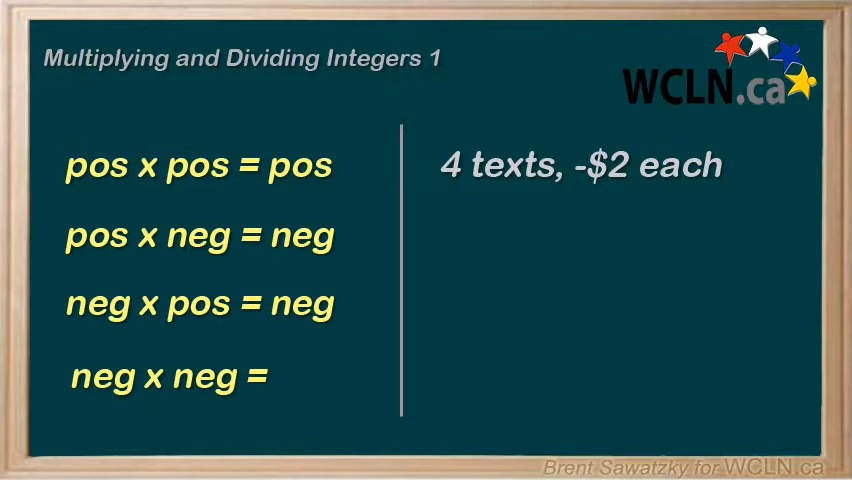 Multiplying and Dividing Integers 1
WCLN.ca
pos x pos = pos
pos x neg = neg
neg x pos = neg
neg x neg =
4 texts, -$2 each
Brent Sawatzky for WCLN.ca